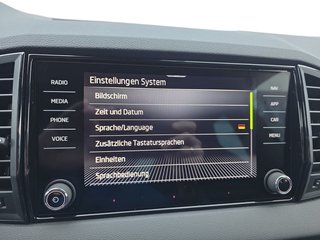 Einstellungen System
RADIO
MEDIA
PHONE
VOICE
Bildschirm
Zeit und Datum
Sprache/Language
Zusätzliche Tastatursprachen
Einheiten
Sprachbedienung
NAV
APP
CAR
MENU